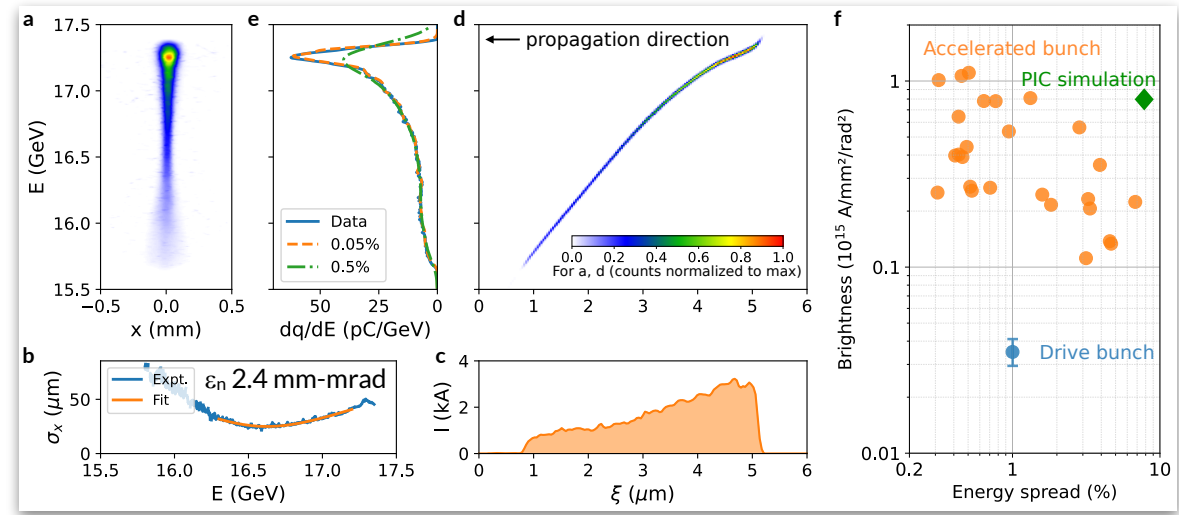 a
17.5
17.0
16.5
16.0
15.5
E (GeV)
−0.5
0.0
0.5
x (mm)
e
Data
0.05%
0.5%
50
25
0
dq/dE (pC/GeV)
d
propagation direction
0.0 0.2 0.4 0.6 0.8 1.0
For a, d (counts normalized to max)
0 1 2 3 4 5 6
b
εn 2.4 mm-mrad
Expt.
Fit
50
0
σx (μm)
15.5 16.0 16.5 17.0 17.5
E (GeV)
c
4
2
0
I (kA)
0 1 2 3 4 5 6
ξ (μm)
f
Accelerated bunch
PIC simulation
Drive bunch
1
0.1
0.01
Brightness (10¹⁵ A/mm²/rad²)
0.2 1 10
Energy spread (%)